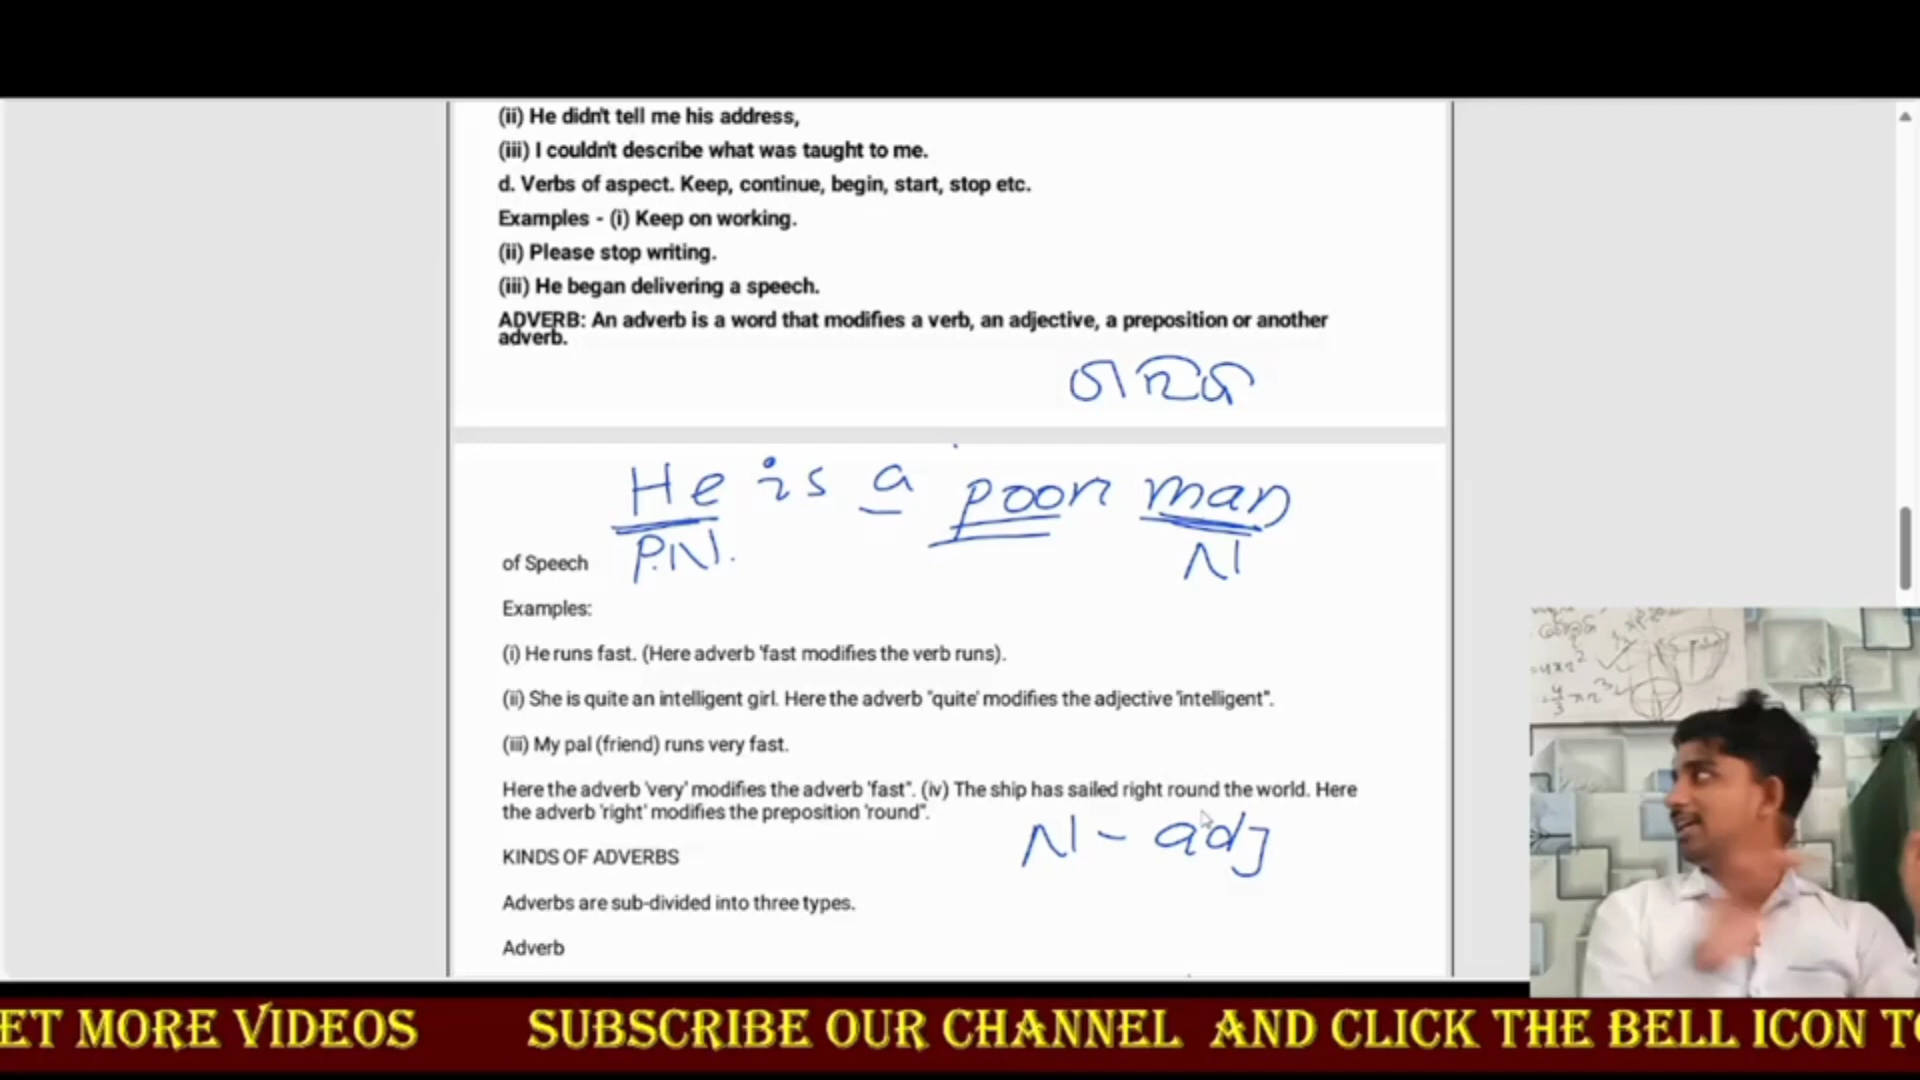 (ii) He didn't tell me his address,
(iii) I couldn't describe what was taught to me.
d. Verbs of aspect. Keep, continue, begin, start, stop etc.
Examples - (i) Keep on working.
(ii) Please stop writing.
(iii) He began delivering a speech.
ADVERB: An adverb is a word that modifies a verb, an adjective, a preposition or another
adverb.
He is a poor man
P.N. N
of Speech
Examples:
(i) He runs fast. (Here adverb 'fast modifies the verb runs).
(ii) She is quite an intelligent girl. Here the adverb "quite' modifies the adjective 'intelligent".
(iii) My pal (friend) runs very fast.
Here the adverb 'very' modifies the adverb 'fast". (iv) The ship has sailed right round the world. Here
the adverb 'right' modifies the preposition 'round".
N - adj
KINDS OF ADVERBS
Adverbs are sub-divided into three types.
Adverb
ET MORE VIDEOS SUBSCRIBE OUR CHANNEL AND CLICK THE BELL ICON TO